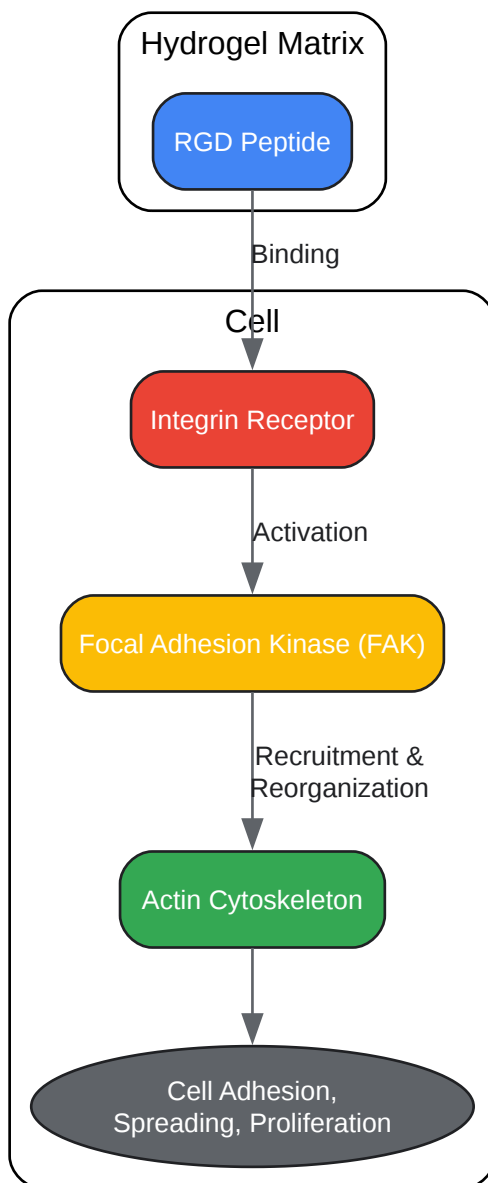 Hydrogel Matrix
RGD Peptide
Binding
Cell
Integrin Receptor
Activation
Focal Adhesion Kinase (FAK)
Recruitment &
Reorganization
Actin Cytoskeleton
Cell Adhesion,
Spreading, Proliferation